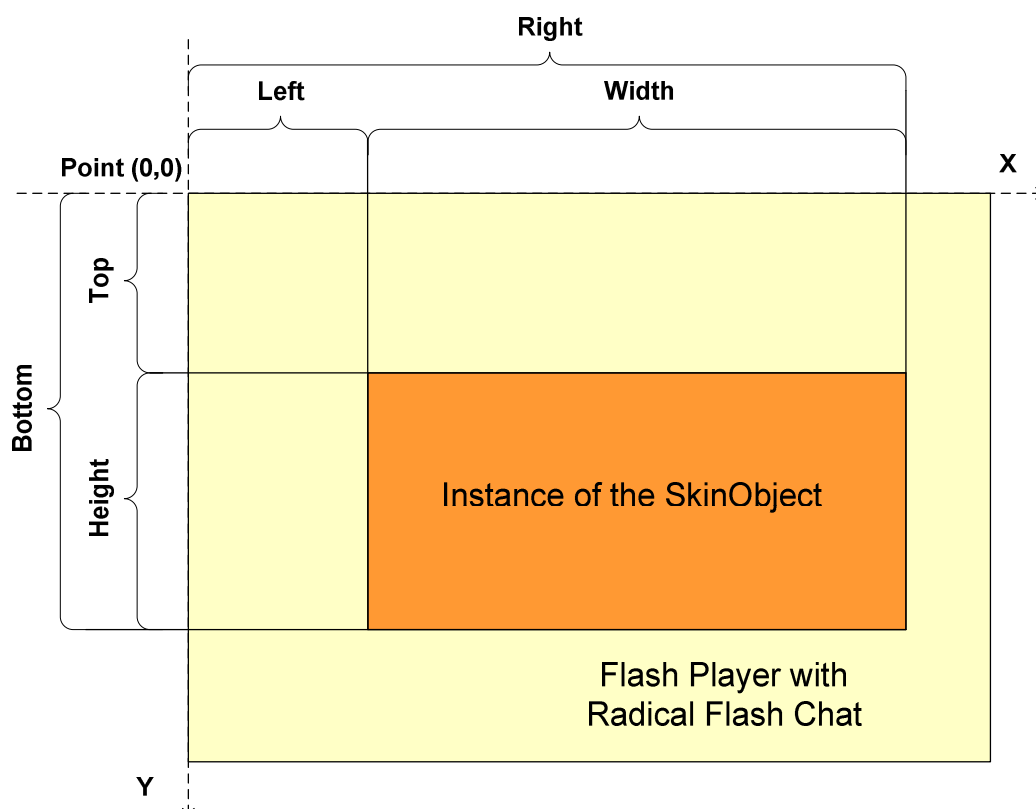 Right
Left
Width
Point (0,0)
X
Top
Bottom
Height
Instance of the SkinObject
Flash Player with
Radical Flash Chat
Y